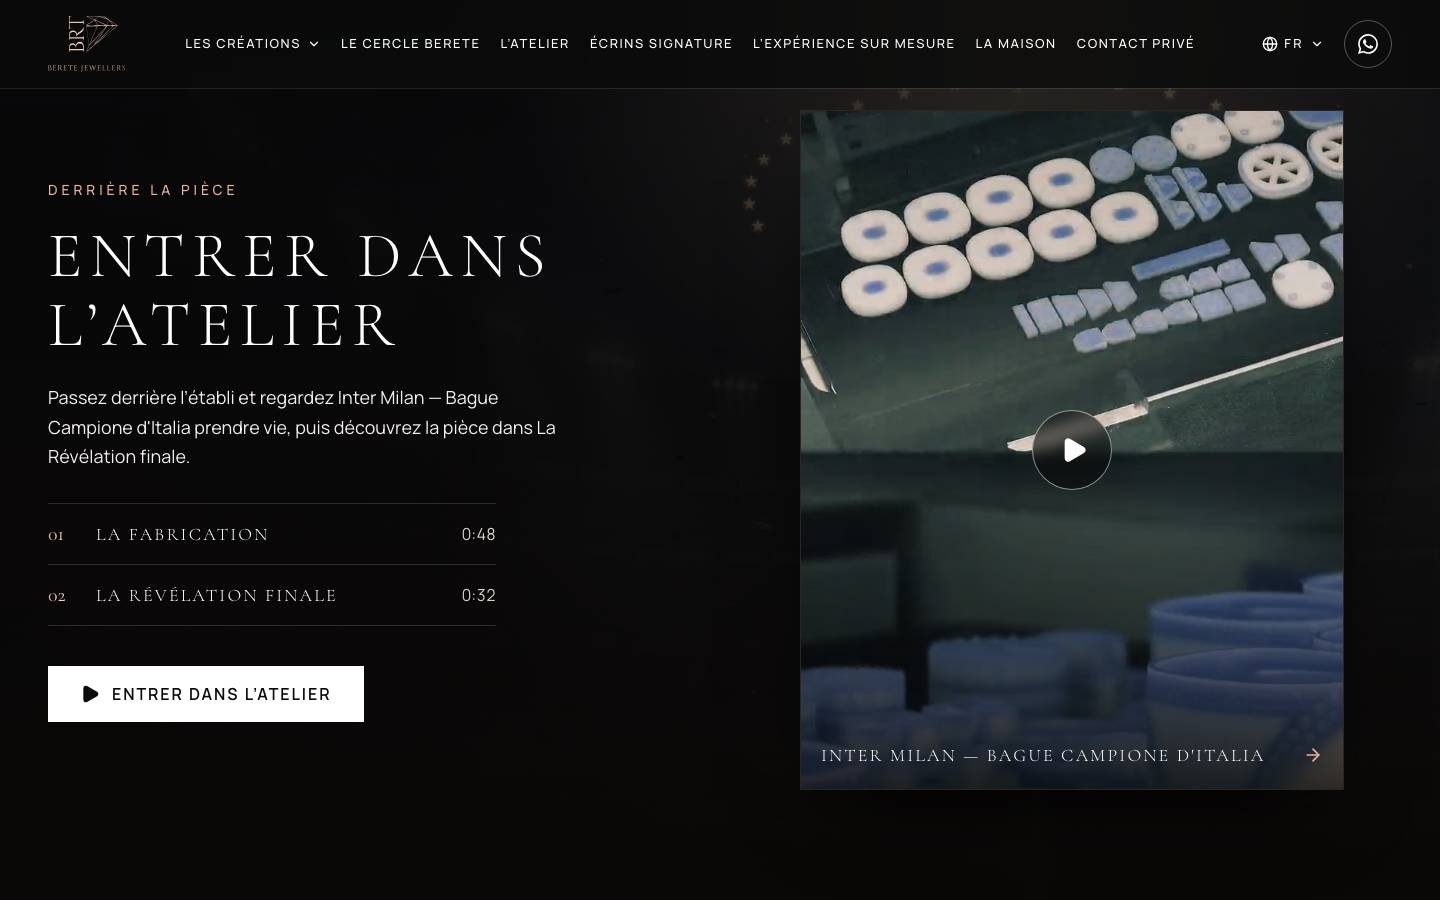 BRT
BERETE JEWELLERS
LES CRÉATIONS
LE CERCLE BERETE
L'ATELIER
ÉCRINS SIGNATURE
L'EXPÉRIENCE SUR MESURE
LA MAISON
CONTACT PRIVÉ
FR
DERRIÈRE LA PIÈCE
ENTRER DANS
L’ATELIER
Passez derrière l’établi et regardez Inter Milan — Bague
Campione d'Italia prendre vie, puis découvrez la pièce dans La
Révélation finale.
01 LA FABRICATION 0:48
02 LA RÉVÉLATION FINALE 0:32
ENTRER DANS L’ATELIER
INTER MILAN — BAGUE CAMPIONE D'ITALIA